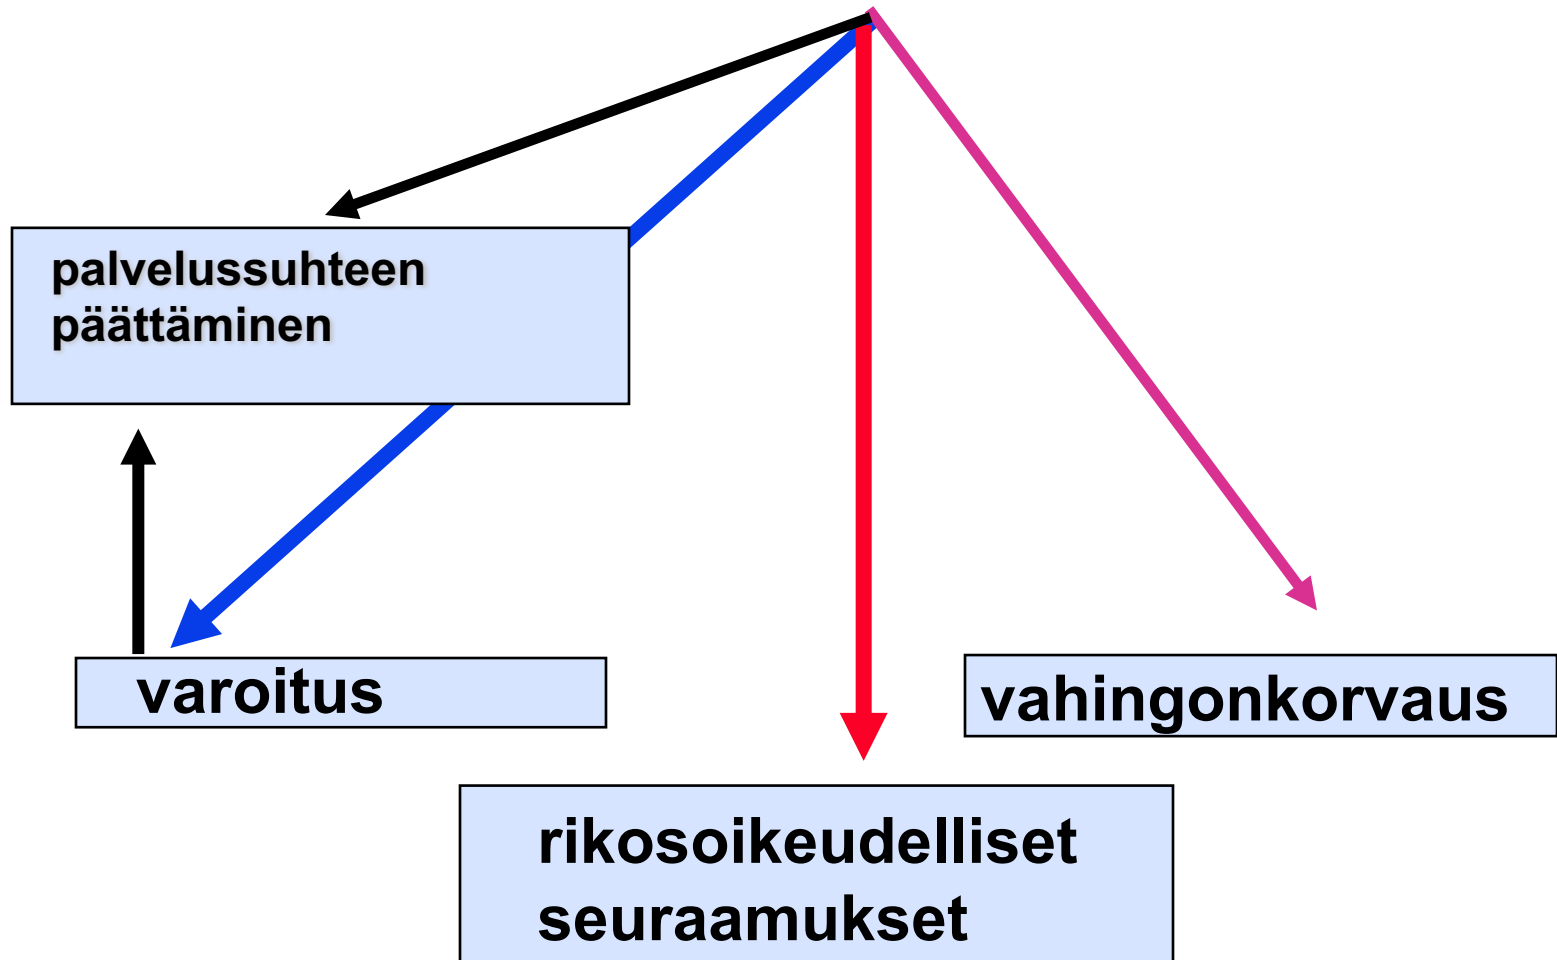 palvelussuhteen
päättäminen
varoitus
vahingonkorvaus
rikosoikeudelliset
seuraamukset